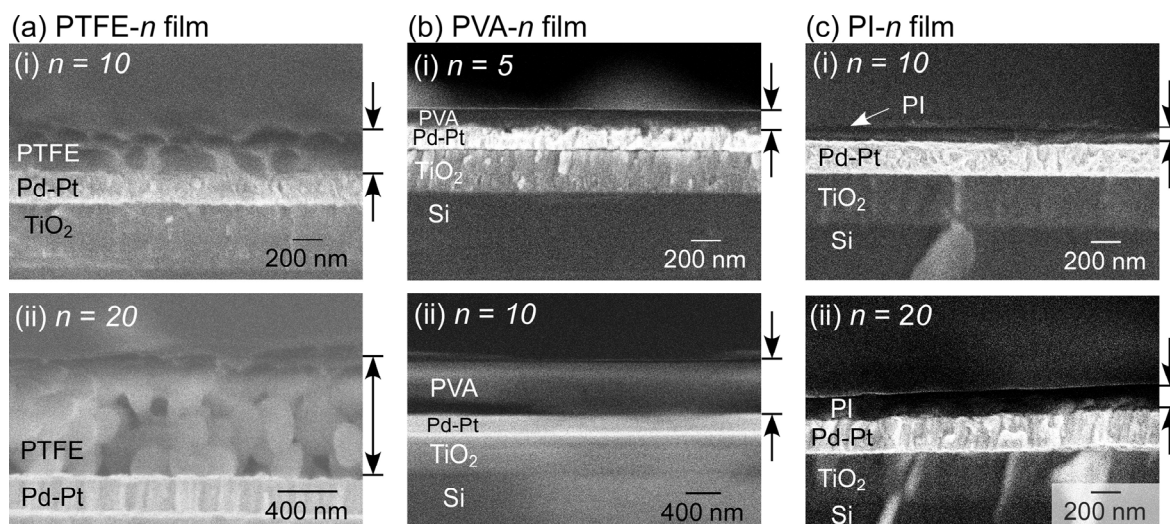 (a) PTFE-n film
(i) n = 10
PTFE
Pd-Pt
TiO₂
200 nm
(ii) n = 20
PTFE
Pd-Pt
400 nm
(b) PVA-n film
(i) n = 5
PVA
Pd-Pt
TiO₂
Si
200 nm
(ii) n = 10
PVA
Pd-Pt
TiO₂
Si
400 nm
(c) PI-n film
(i) n = 10
PI
Pd-Pt
TiO₂
Si
200 nm
(ii) n = 20
PI
Pd-Pt
TiO₂
Si
200 nm